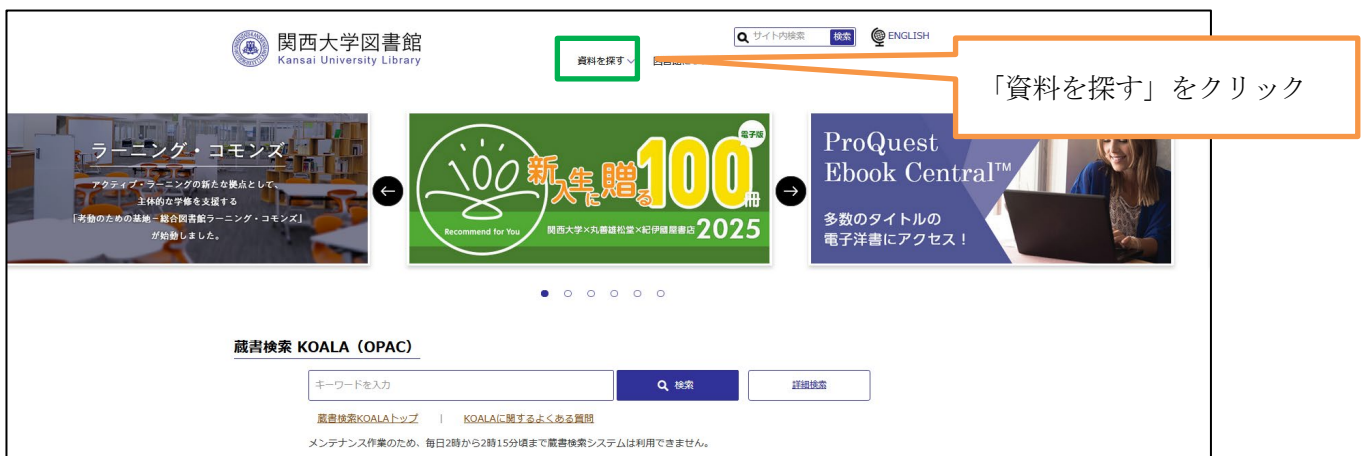 関西大学図書館
Kansai University Library
サイト内検索 検索 ENGLISH
資料を探す
「資料を探す」をクリック
ラーニング・コモンズ
アクティブ・ラーニングの新たな拠点として、
主体的な学修を支援する
「考動のための基地－総合図書館ラーニング・コモンズ」
が始動しました。
100
Recommend for You
電子版
新入生に贈る100冊
関西大学×丸善雄松堂×紀伊國屋書店 2025
ProQuest
Ebook Central™
多数のタイトルの
電子洋書にアクセス！
蔵書検索 KOALA（OPAC）
キーワードを入力 検索 詳細検索
蔵書検索KOALAトップ | KOALAに関するよくある質問
メンテナンス作業のため、毎日2時から2時15分頃まで蔵書検索システムは利用できません。